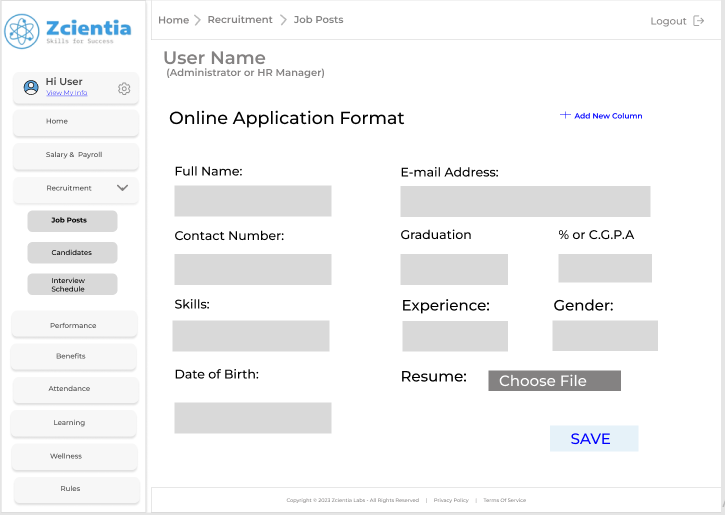 Zcientia
Skills for Success
Hi User
View My Info
Home
Salary & Payroll
Recruitment
Job Posts
Candidates
Interview
Schedule
Performance
Benefits
Attendance
Learning
Wellness
Rules
Home
Recruitment
Job Posts
Logout
User Name
(Administrator or HR Manager)
Online Application Format
Add New Column
Full Name:
E-mail Address:
Contact Number:
Graduation
% or C.G.P.A
Skills:
Experience:
Gender:
Date of Birth:
Resume:
Choose File
SAVE
Copyright © 2023 Zcientia Labs - All Rights Reserved | Privacy Policy | Terms Of Service